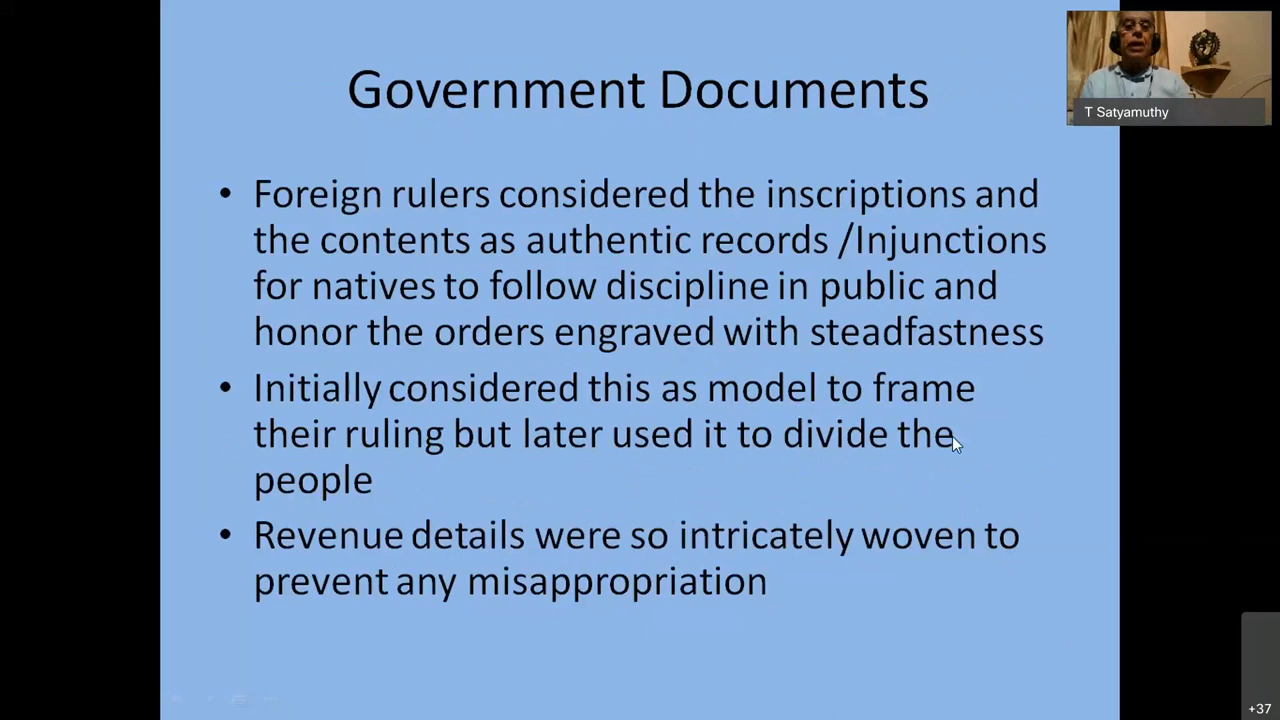 Government Documents
T Satyamuthy
• Foreign rulers considered the inscriptions and
the contents as authentic records /Injunctions
for natives to follow discipline in public and
honor the orders engraved with steadfastness
• Initially considered this as model to frame
their ruling but later used it to divide the
people
• Revenue details were so intricately woven to
prevent any misappropriation
+37